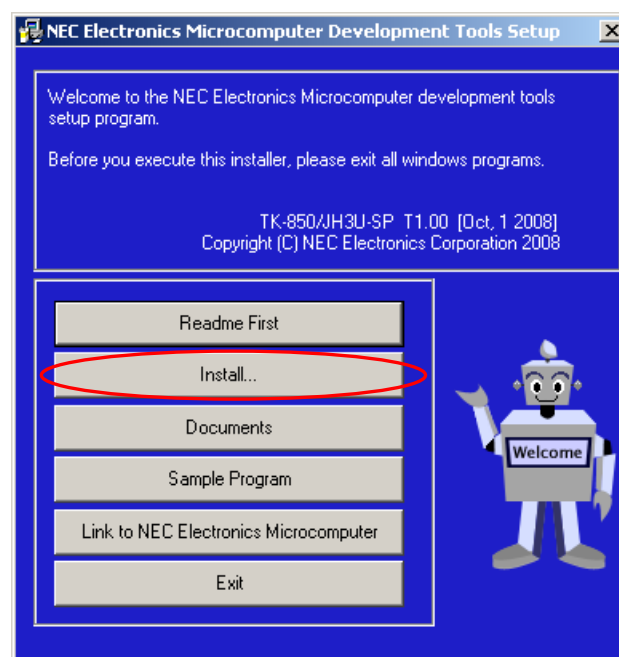 NEC Electronics Microcomputer Development Tools Setup
Welcome to the NEC Electronics Microcomputer development tools
setup program.
Before you execute this installer, please exit all windows programs.
TK-850/JH3U-SP T1.00 [Oct, 1 2008]
Copyright (C) NEC Electronics Corporation 2008
Readme First
Install...
Documents
Sample Program
Link to NEC Electronics Microcomputer
Exit
Welcome